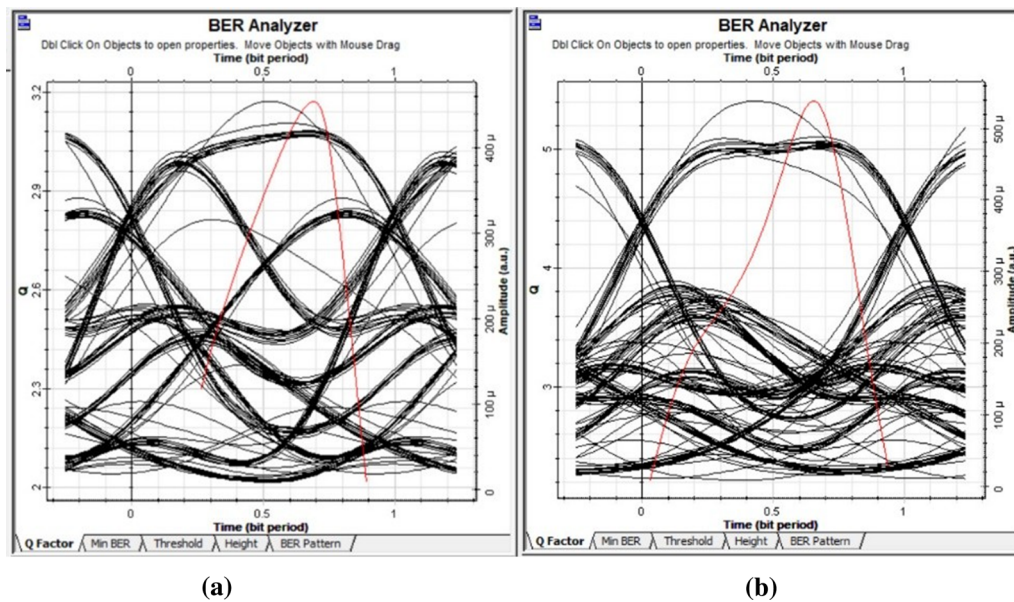 BER Analyzer
Dbl Click On Objects to open properties. Move Objects with Mouse Drag
Time (bit period)
0 0.5 1
3.2
2.9
2.6
2.3
2
Q
400 µ
300 µ
200 µ
100 µ
0
Amplitude (a.u.)
0 0.5 1
Time (bit period)
Q Factor Min BER Threshold Height BER Pattern
(a)
BER Analyzer
Dbl Click On Objects to open properties. Move Objects with Mouse Drag
Time (bit period)
0 0.5 1
5
4
3
Q
500 µ
400 µ
300 µ
200 µ
100 µ
0
Amplitude (a.u.)
0 0.5 1
Time (bit period)
Q Factor Min BER Threshold Height BER Pattern
(b)